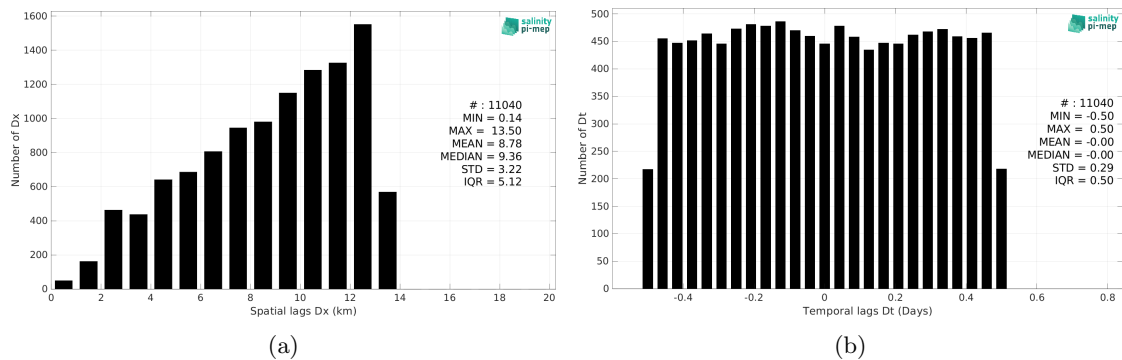 1600
1400
1200
1000
800
600
400
200
0
Number of Dx
salinity
pi-mep
# : 11040
MIN = 0.14
MAX = 13.50
MEAN = 8.78
MEDIAN = 9.36
STD = 3.22
IQR = 5.12
0 2 4 6 8 10 12 14 16 18 20
Spatial lags Dx (km)
(a)
500
450
400
350
300
250
200
150
100
50
0
Number of Dt
salinity
pi-mep
# : 11040
MIN = -0.50
MAX = 0.50
MEAN = -0.00
MEDIAN = -0.00
STD = 0.29
IQR = 0.50
-0.4 -0.2 0 0.2 0.4 0.6 0.8
Temporal lags Dt (Days)
(b)